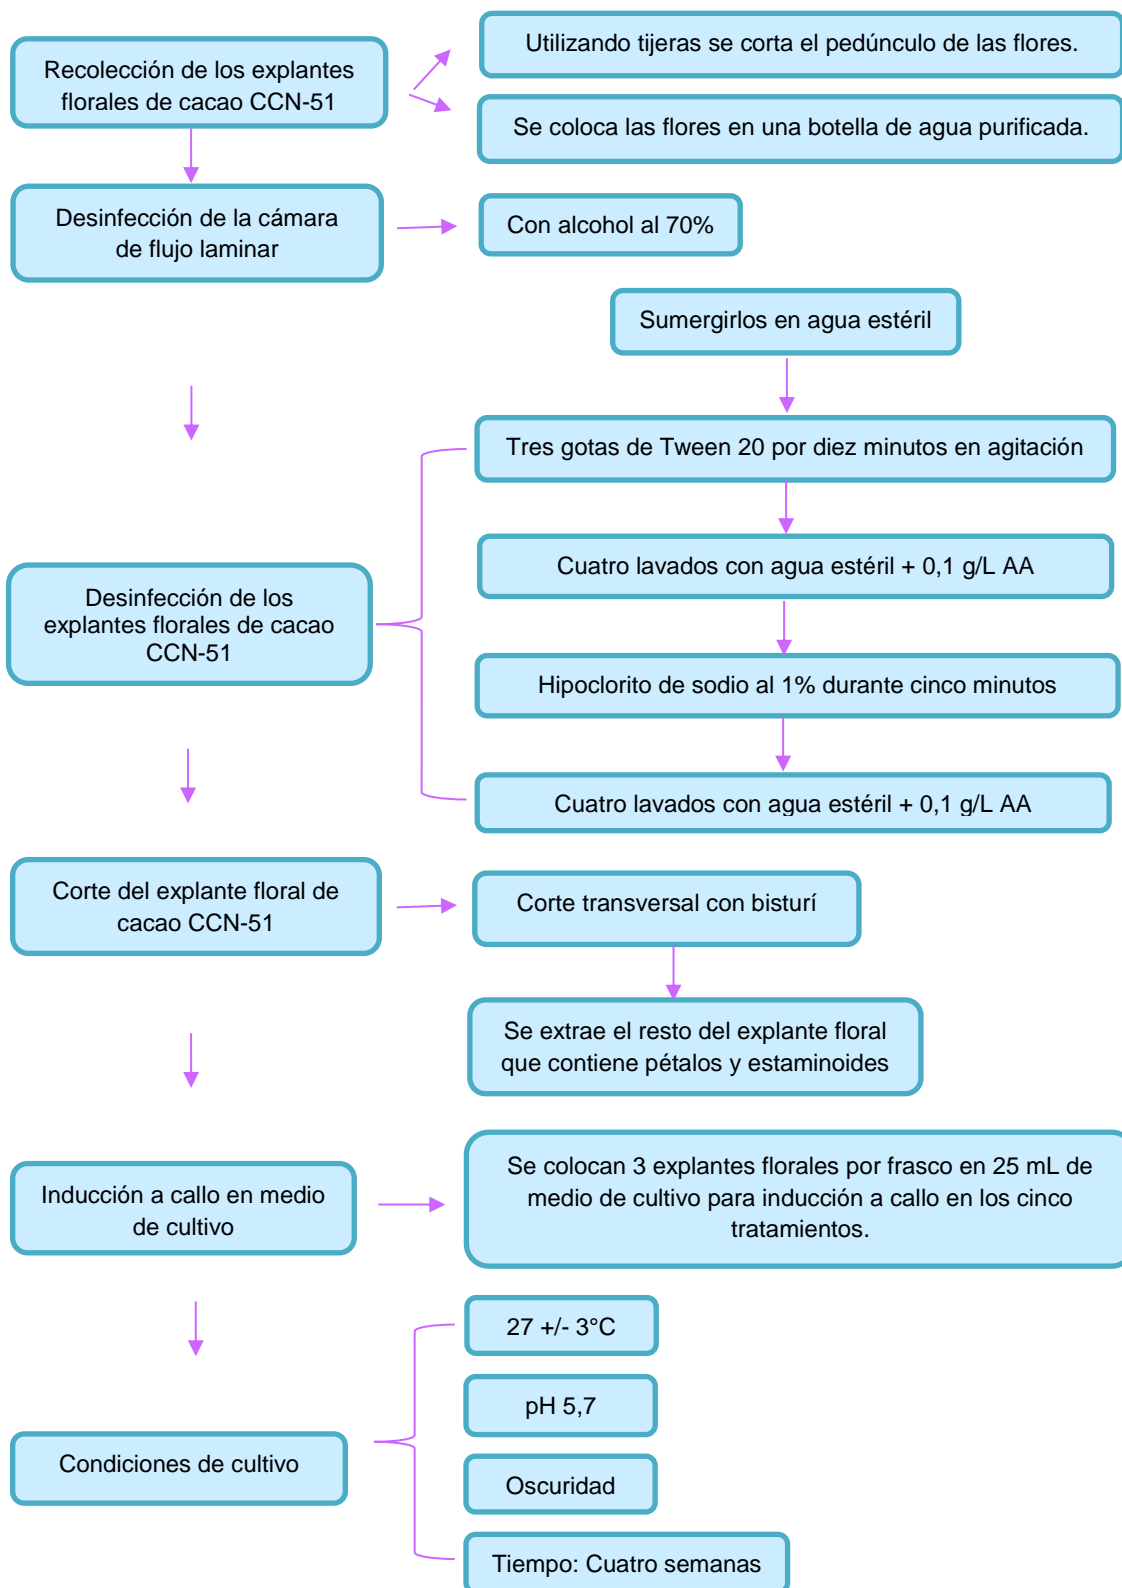 Recolección de los explantes
florales de cacao CCN-51
Utilizando tijeras se corta el pedúnculo de las flores.
Se coloca las flores en una botella de agua purificada.
Desinfección de la cámara
de flujo laminar
Con alcohol al 70%
Sumergirlos en agua estéril
Tres gotas de Tween 20 por diez minutos en agitación
Cuatro lavados con agua estéril + 0,1 g/L AA
Desinfección de los
explantes florales de cacao
CCN-51
Hipoclorito de sodio al 1% durante cinco minutos
Cuatro lavados con agua estéril + 0,1 g/L AA
Corte del explante floral de
cacao CCN-51
Corte transversal con bisturí
Se extrae el resto del explante floral
que contiene pétalos y estaminoides
Inducción a callo en medio
de cultivo
Se colocan 3 explantes florales por frasco en 25 mL de
medio de cultivo para inducción a callo en los cinco
tratamientos.
Condiciones de cultivo
27 +/- 3°C
pH 5,7
Oscuridad
Tiempo: Cuatro semanas